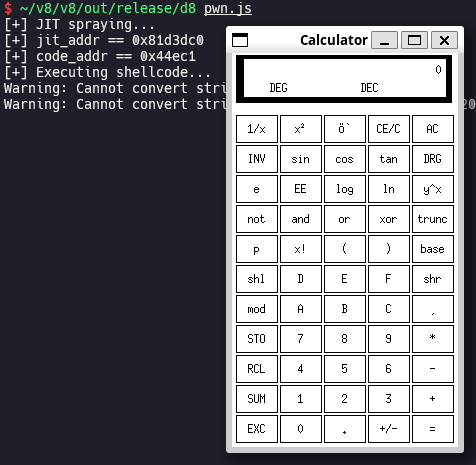 $ ~/v8/v8/out/release/d8 pwn.js
[+] JIT spraying...
[+] jit_addr == 0x81d3dc0
[+] code_addr == 0x44ec1
[+] Executing shellcode...
Warning: Cannot convert stri
Warning: Cannot convert stri 20
Calculator
0
DEG DEC
1/x x² ö` CE/C AC
INV sin cos tan DRG
e EE log ln y^x
not and or xor trunc
p x! ( ) base
shl D E F shr
mod A B C
STO 7 8 9 *
RCL 4 5 6 -
SUM 1 2 3 +
EXC 0 . +/- =